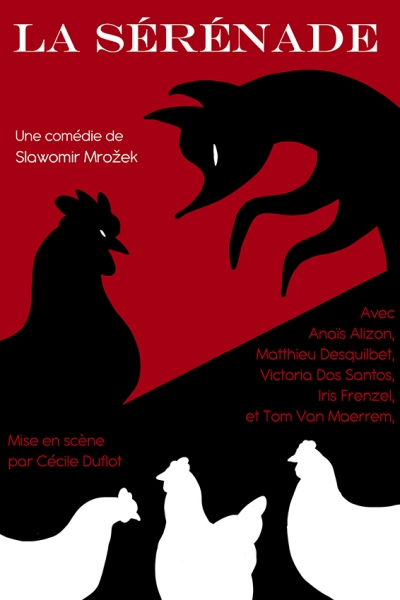 LA SÉRÉNADE
Une comédie de
Slawomir Mrožek
Avec
Anaïs Alizon,
Matthieu Desquilbet,
Victoria Dos Santos,
Iris Frenzel,
et Tom Van Maerrem,
Mise en scène
par Cécile Duflot